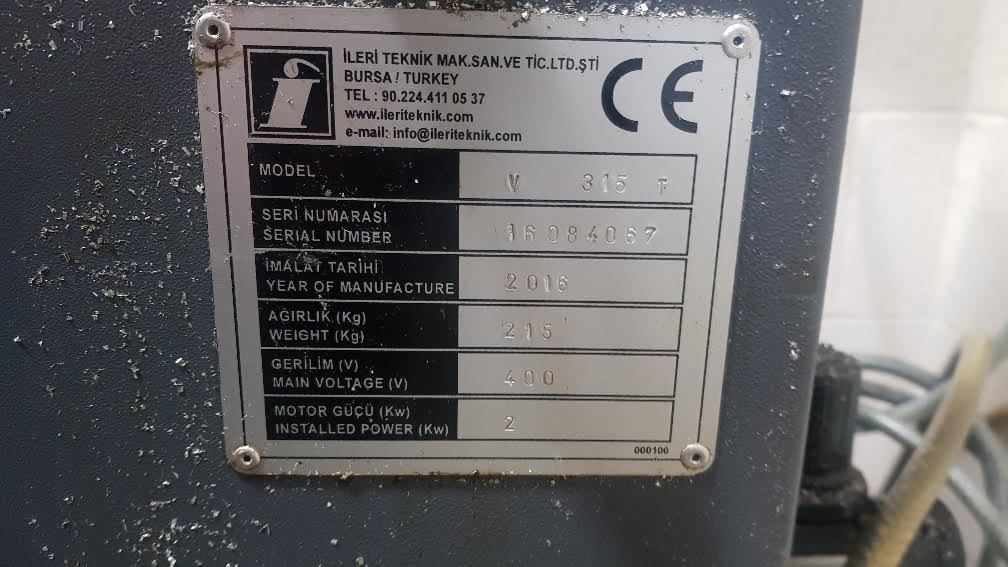 İLERİ TEKNİK MAK.SAN.VE TİC.LTD.ŞTİ
BURSA / TURKEY
TEL : 90.224.411 05 37
www.ileriteknik.com
e-mail: info@ileriteknik.com
CE
MODEL V 315 T
SERİ NUMARASI
SERIAL NUMBER 16084067
İMALAT TARİHİ
YEAR OF MANUFACTURE 2016
AĞIRLIK (Kg)
WEIGHT (Kg) 215
GERİLİM (V)
MAIN VOLTAGE (V) 400
MOTOR GÜÇÜ (Kw)
INSTALLED POWER (Kw) 2
000100